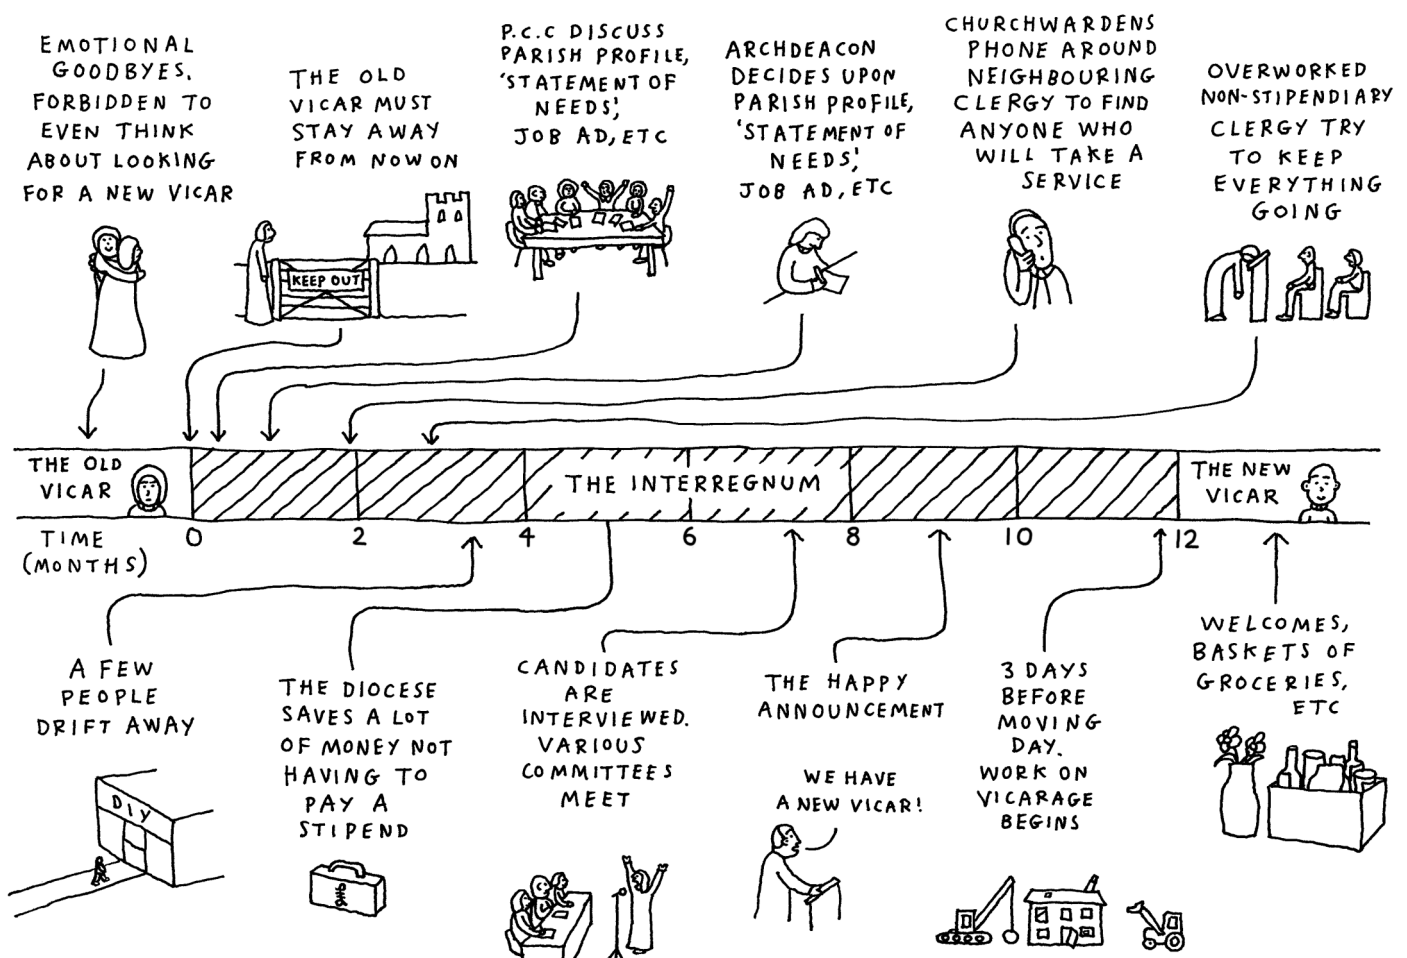 EMOTIONAL
GOODBYES.
FORBIDDEN TO
EVEN THINK
ABOUT LOOKING
FOR A NEW VICAR
THE OLD
VICAR MUST
STAY AWAY
FROM NOW ON
KEEP OUT
P.C.C DISCUSS
PARISH PROFILE,
'STATEMENT OF
NEEDS',
JOB AD, ETC
ARCHDEACON
DECIDES UPON
PARISH PROFILE,
'STATEMENT OF
NEEDS',
JOB AD, ETC
CHURCHWARDENS
PHONE AROUND
NEIGHBOURING
CLERGY TO FIND
ANYONE WHO
WILL TAKE A
SERVICE
OVERWORKED
NON-STIPENDIARY
CLERGY TRY
TO KEEP
EVERYTHING
GOING
THE OLD
VICAR
THE INTERREGNUM
THE NEW
VICAR
TIME
(MONTHS)
0 2 4 6 8 10 12
A FEW
PEOPLE
DRIFT AWAY
DIY
THE DIOCESE
SAVES A LOT
OF MONEY NOT
HAVING TO
PAY A
STIPEND
CANDIDATES
ARE
INTERVIEWED.
VARIOUS
COMMITTEES
MEET
THE HAPPY
ANNOUNCEMENT
WE HAVE
A NEW VICAR!
3 DAYS
BEFORE
MOVING
DAY.
WORK ON
VICARAGE
BEGINS
WELCOMES,
BASKETS OF
GROCERIES,
ETC